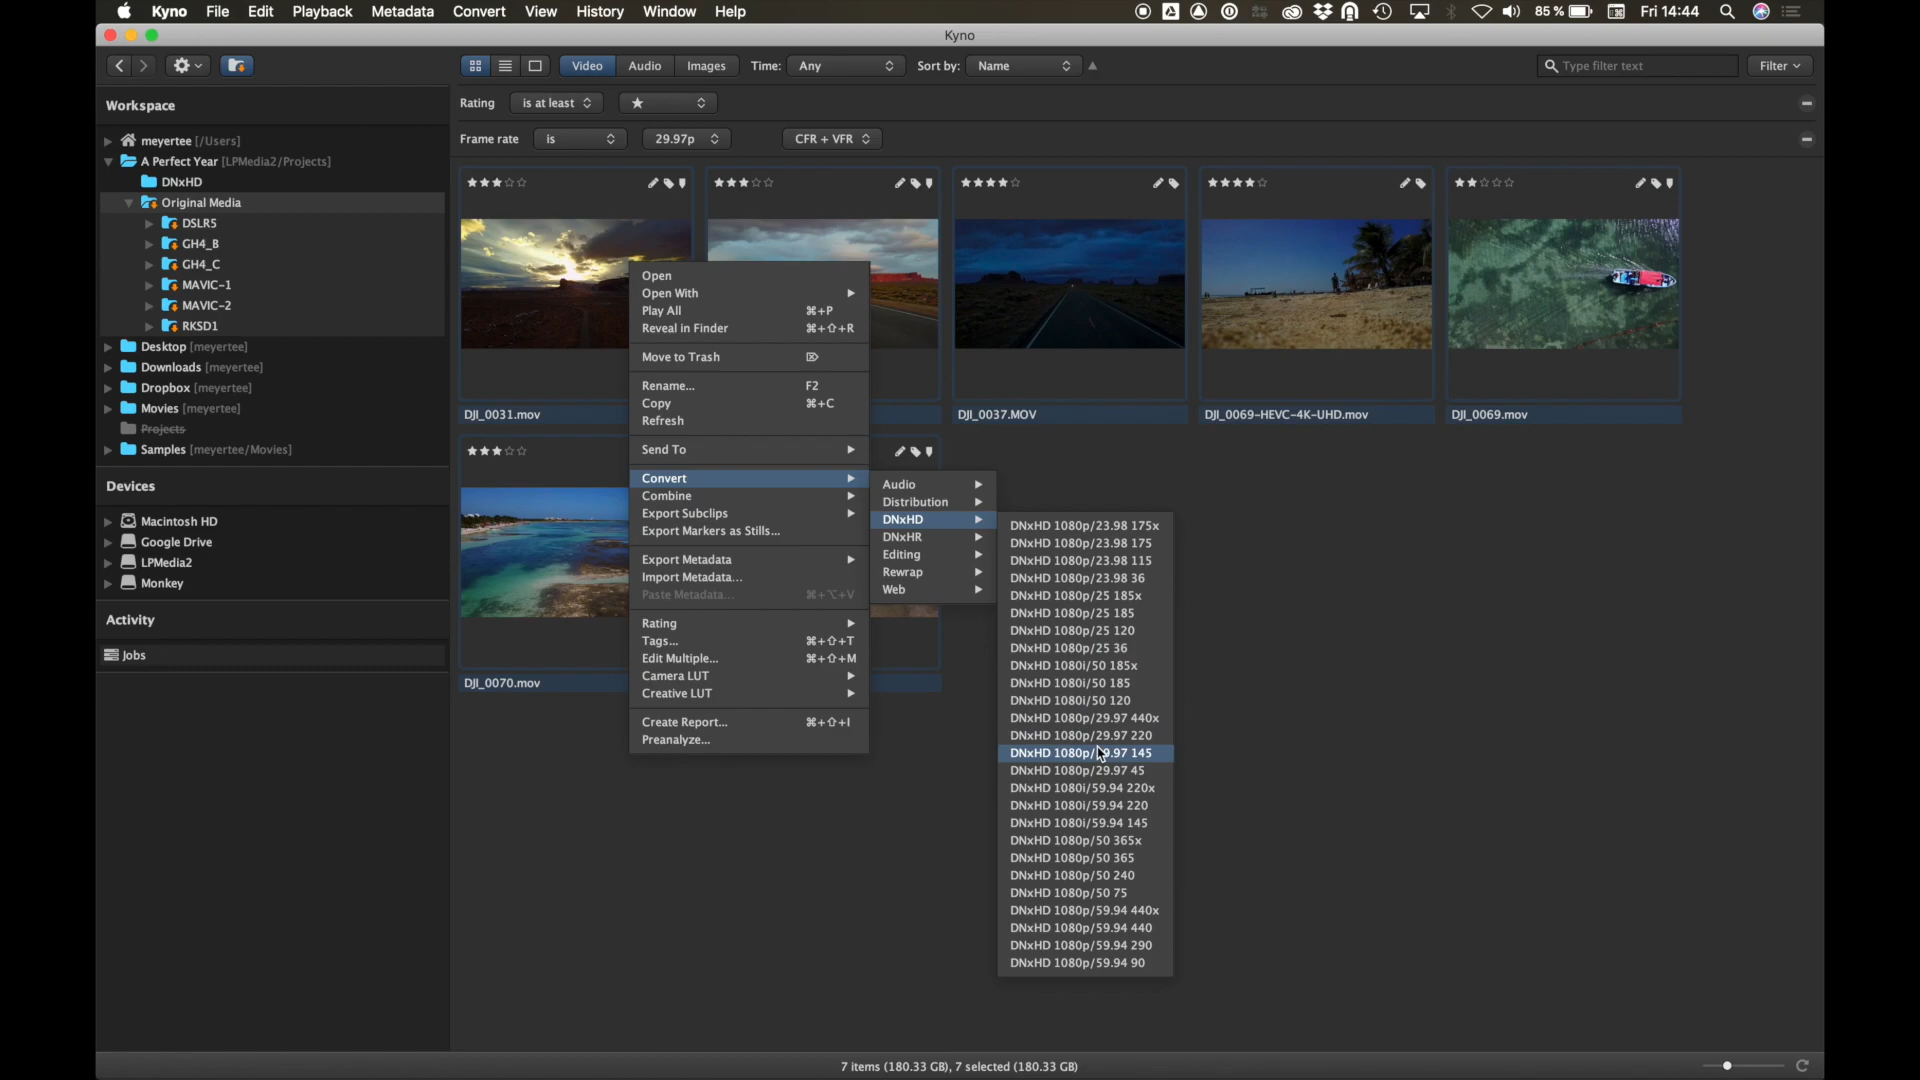 Kyno File Edit Playback Metadata Convert View History Window Help 85 % Fri 14:44
Kyno
Video Audio Images Time: Any Sort by: Name Type filter text Filter
Workspace
Rating is at least ★
Frame rate is 29.97p CFR + VFR
meyertee [/Users]
A Perfect Year [LPMedia2/Projects]
DNxHD
Original Media
DSLR5
GH4_B
GH4_C
MAVIC-1
MAVIC-2
RKSD1
Desktop [meyertee]
Downloads [meyertee]
Dropbox [meyertee]
Movies [meyertee]
Projects
Samples [meyertee/Movies]
Devices
Macintosh HD
Google Drive
LPMedia2
Monkey
Activity
Jobs
DJI_0031.mov
DJI_0037.MOV
DJI_0069-HEVC-4K-UHD.mov
DJI_0069.mov
DJI_0070.mov
Open
Open With
Play All ⌘+P
Reveal in Finder ⌘+⇧+R
Move to Trash ⌦
Rename... F2
Copy ⌘+C
Refresh
Send To
Convert
Combine
Export Subclips
Export Markers as Stills...
Export Metadata
Import Metadata...
Paste Metadata... ⌘+⌥+V
Rating
Tags... ⌘+⇧+T
Edit Multiple... ⌘+⇧+M
Camera LUT
Creative LUT
Create Report... ⌘+⇧+I
Preanalyze...
Audio
Distribution
DNxHD
DNxHR
Editing
Rewrap
Web
DNxHD 1080p/23.98 175x
DNxHD 1080p/23.98 175
DNxHD 1080p/23.98 115
DNxHD 1080p/23.98 36
DNxHD 1080p/25 185x
DNxHD 1080p/25 185
DNxHD 1080p/25 120
DNxHD 1080p/25 36
DNxHD 1080i/50 185x
DNxHD 1080i/50 185
DNxHD 1080i/50 120
DNxHD 1080p/29.97 440x
DNxHD 1080p/29.97 220
DNxHD 1080p/29.97 145
DNxHD 1080p/29.97 45
DNxHD 1080i/59.94 220x
DNxHD 1080i/59.94 220
DNxHD 1080i/59.94 145
DNxHD 1080p/50 365x
DNxHD 1080p/50 365
DNxHD 1080p/50 240
DNxHD 1080p/50 75
DNxHD 1080p/59.94 440x
DNxHD 1080p/59.94 440
DNxHD 1080p/59.94 290
DNxHD 1080p/59.94 90
7 items (180.33 GB), 7 selected (180.33 GB)